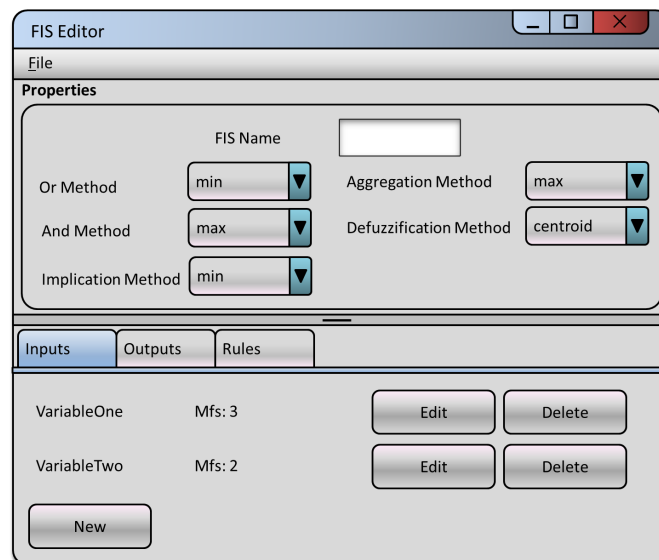 FIS Editor
File
Properties
FIS Name
Or Method min Aggregation Method max
And Method max Defuzzification Method centroid
Implication Method min
Inputs Outputs Rules
VariableOne Mfs: 3 Edit Delete
VariableTwo Mfs: 2 Edit Delete
New